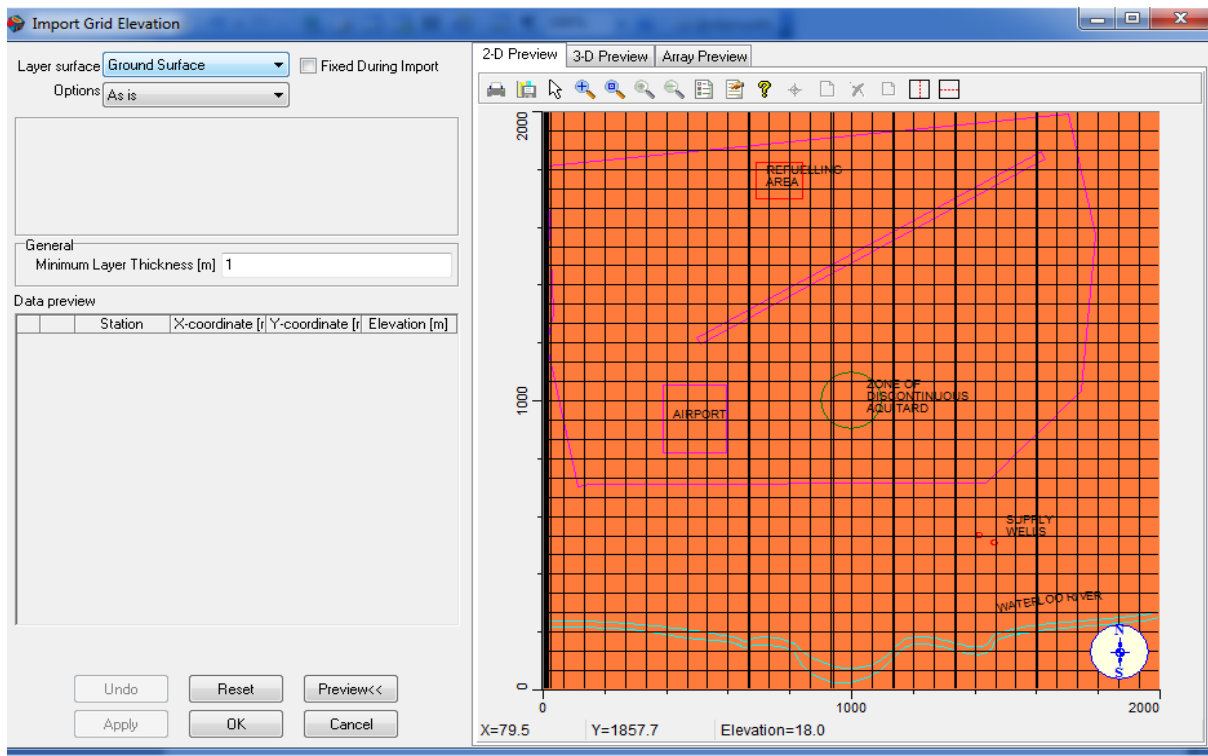 Import Grid Elevation
Layer surface Ground Surface
Fixed During Import
Options As is
General
Minimum Layer Thickness [m] 1
Data preview
Station X-coordinate [r Y-coordinate [r Elevation [m]
Undo Reset Preview<<
Apply OK Cancel
2-D Preview 3-D Preview Array Preview
2000
1000
0
REFUELLING
AREA
ZONE OF
DISCONTINUOUS
AQUITARD
AIRPORT
SUPPLY
WELLS
WATERLOO RIVER
N
S
0 1000 2000
X=79.5 Y=1857.7 Elevation=18.0